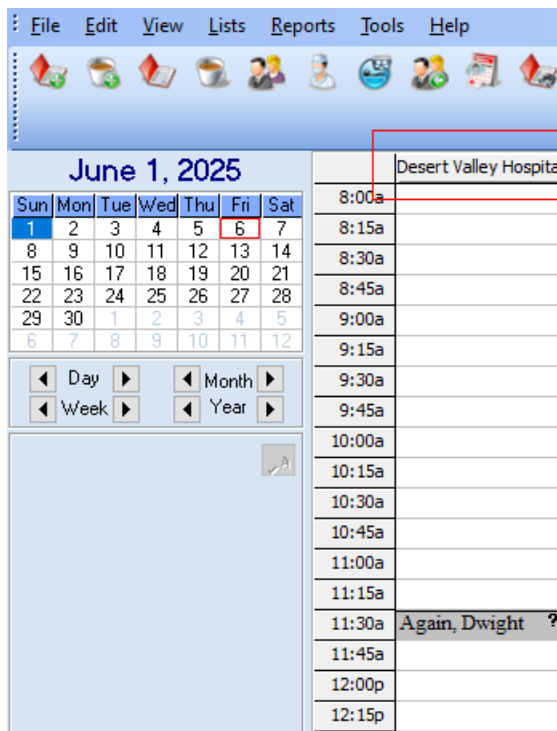 File Edit View Lists Reports Tools Help
June 1, 2025
Sun Mon Tue Wed Thu Fri Sat
1 2 3 4 5 6 7
8 9 10 11 12 13 14
15 16 17 18 19 20 21
22 23 24 25 26 27 28
29 30 1 2 3 4 5
6 7 8 9 10 11 12
Day Month
Week Year
Desert Valley Hospita
8:00a
8:15a
8:30a
8:45a
9:00a
9:15a
9:30a
9:45a
10:00a
10:15a
10:30a
10:45a
11:00a
11:15a
11:30a Again, Dwight ?
11:45a
12:00p
12:15p